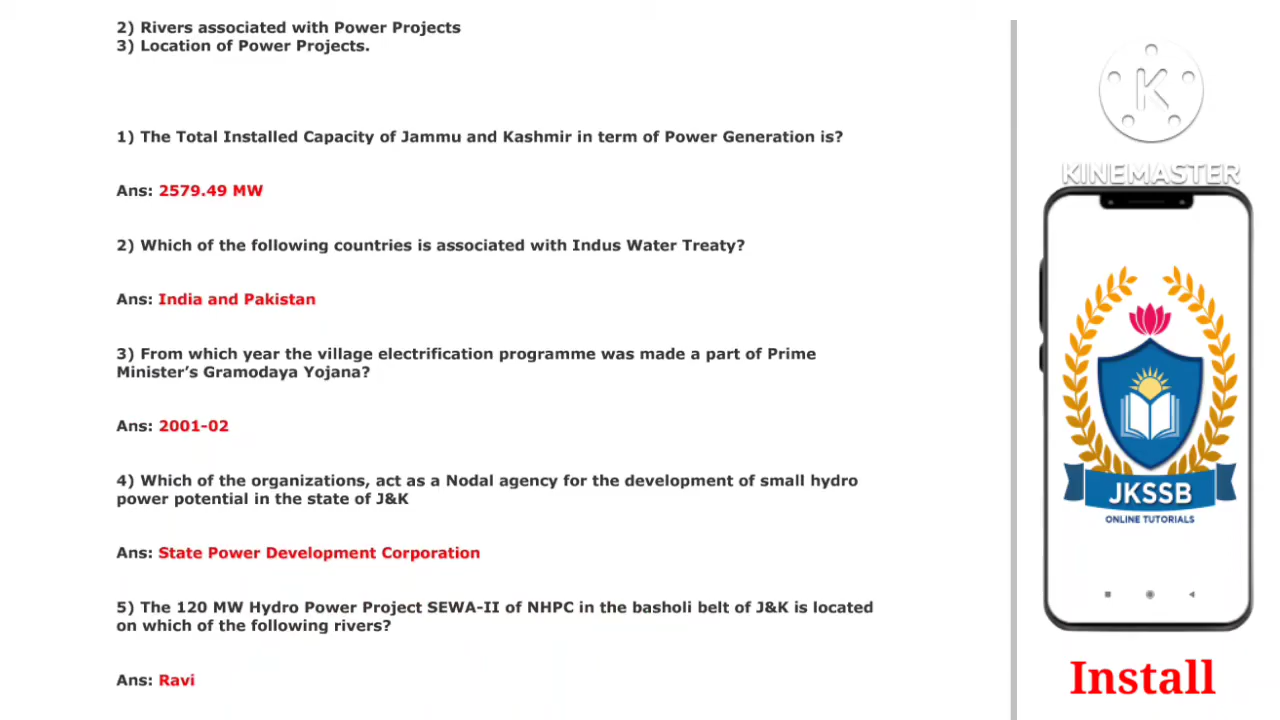 2) Rivers associated with Power Projects
3) Location of Power Projects.
1) The Total Installed Capacity of Jammu and Kashmir in term of Power Generation is?
Ans: 2579.49 MW
2) Which of the following countries is associated with Indus Water Treaty?
Ans: India and Pakistan
3) From which year the village electrification programme was made a part of Prime
Minister’s Gramodaya Yojana?
Ans: 2001-02
4) Which of the organizations, act as a Nodal agency for the development of small hydro
power potential in the state of J&K
Ans: State Power Development Corporation
5) The 120 MW Hydro Power Project SEWA-II of NHPC in the basholi belt of J&K is located
on which of the following rivers?
Ans: Ravi
K
KINEMASTER
JKSSB
ONLINE TUTORIALS
Install